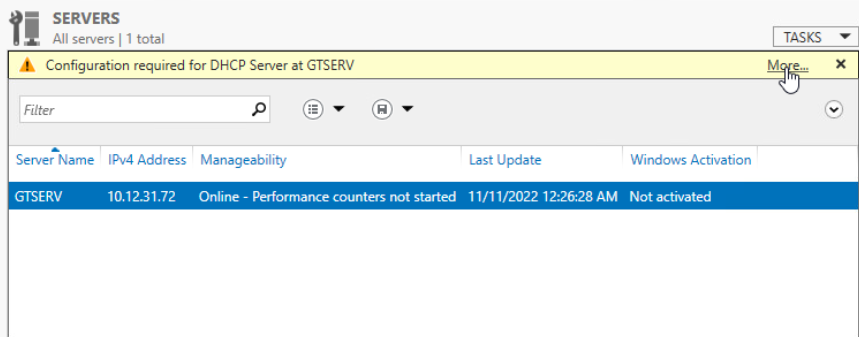 SERVERS
All servers | 1 total
TASKS
Configuration required for DHCP Server at GTSERV More...
Filter
Server Name IPv4 Address Manageability Last Update Windows Activation
GTSERV 10.12.31.72 Online - Performance counters not started 11/11/2022 12:26:28 AM Not activated